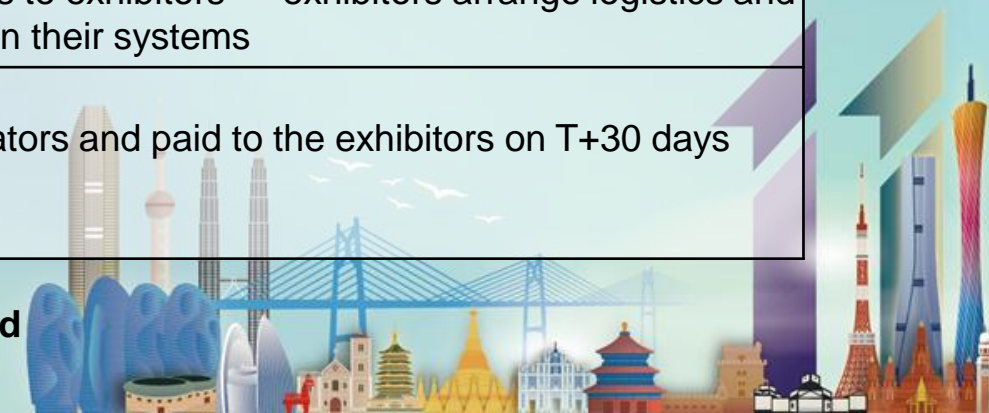 s to exhibitors exhibitors arrange logistics and
n their systems
ators and paid to the exhibitors on T+30 days
d